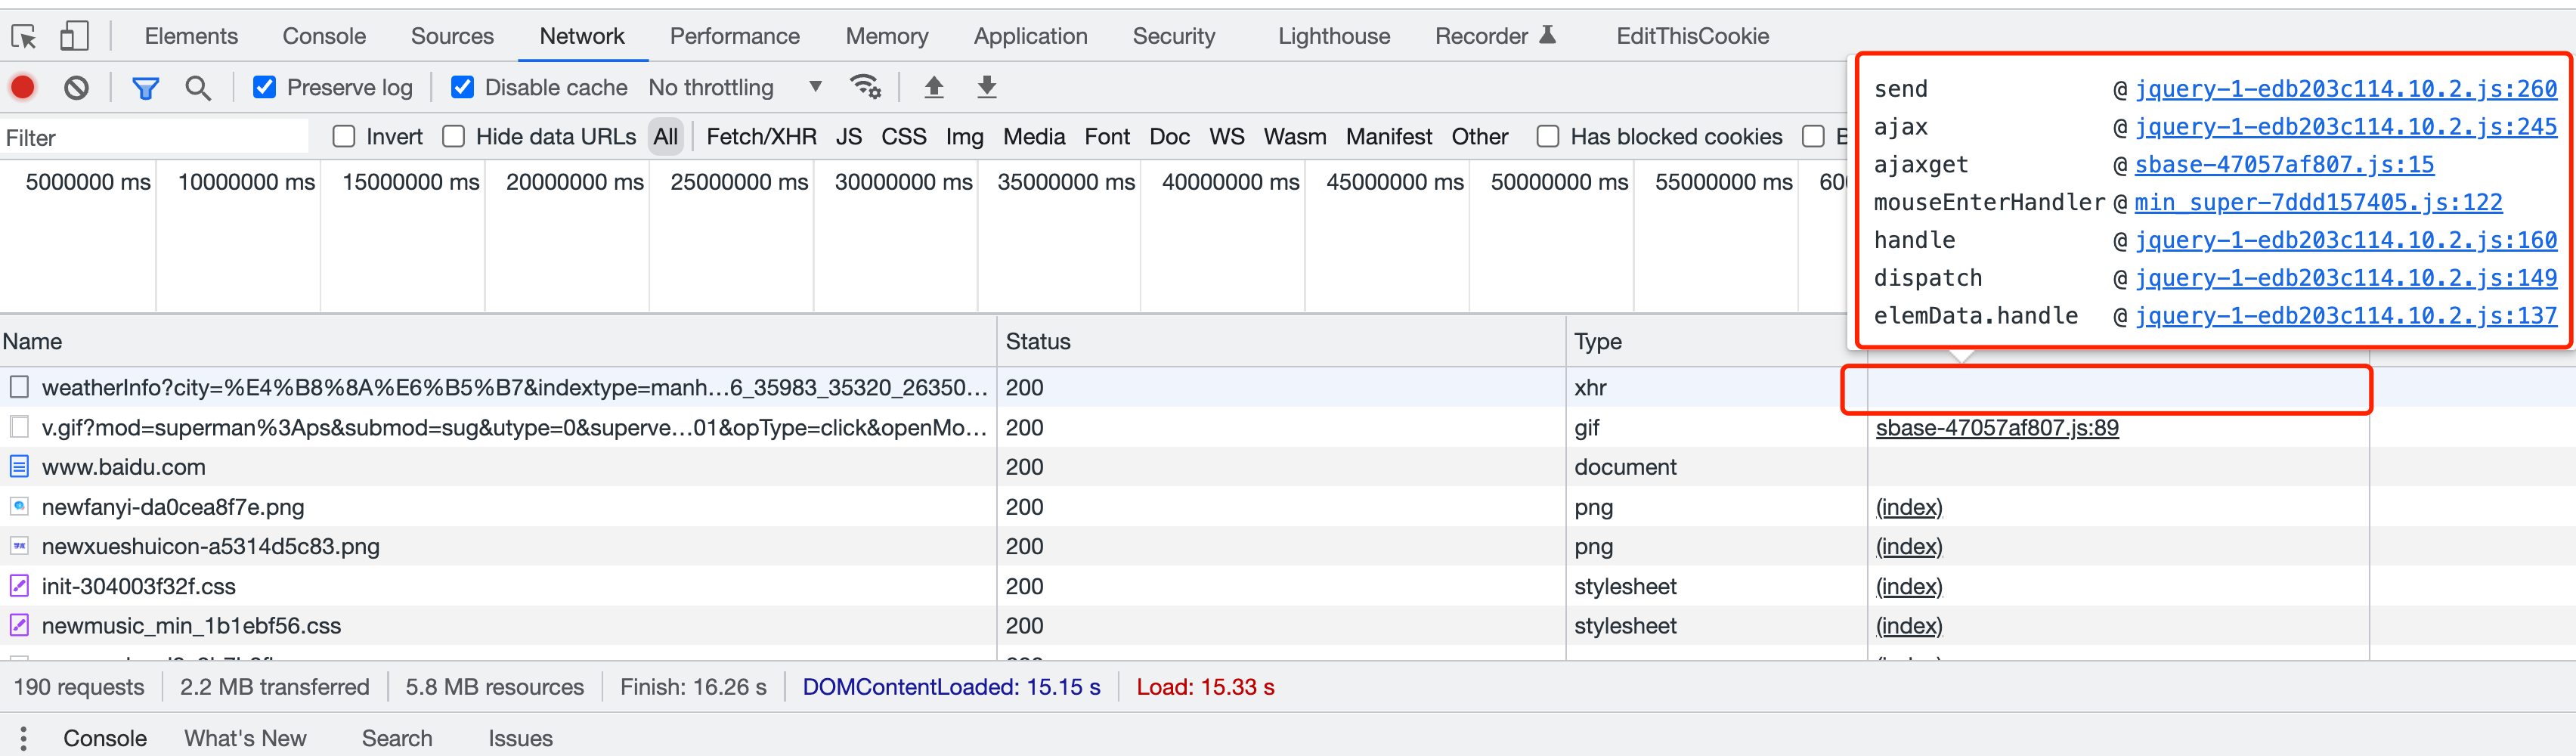 Elements Console Sources Network Performance Memory Application Security Lighthouse Recorder EditThisCookie
Preserve log Disable cache No throttling
Filter Invert Hide data URLs All Fetch/XHR JS CSS Img Media Font Doc WS Wasm Manifest Other Has blocked cookies
5000000 ms 10000000 ms 15000000 ms 20000000 ms 25000000 ms 30000000 ms 35000000 ms 40000000 ms 45000000 ms 50000000 ms 55000000 ms
send @ jquery-1-edb203c114.10.2.js:260
ajax @ jquery-1-edb203c114.10.2.js:245
ajaxget @ sbase-47057af807.js:15
mouseEnterHandler @ min_super-7ddd157405.js:122
handle @ jquery-1-edb203c114.10.2.js:160
dispatch @ jquery-1-edb203c114.10.2.js:149
elemData.handle @ jquery-1-edb203c114.10.2.js:137
Name Status Type
weatherInfo?city=%E4%B8%8A%E6%B5%B7&indextype=manh…6_35983_35320_26350... 200 xhr
v.gif?mod=superman%3Aps&submod=sug&utype=0&superve…01&opType=click&openMo... 200 gif sbase-47057af807.js:89
www.baidu.com 200 document
newfanyi-da0cea8f7e.png 200 png (index)
newxueshuicon-a5314d5c83.png 200 png (index)
init-304003f32f.css 200 stylesheet (index)
newmusic_min_1b1ebf56.css 200 stylesheet (index)
190 requests 2.2 MB transferred 5.8 MB resources Finish: 16.26 s DOMContentLoaded: 15.15 s Load: 15.33 s
Console What's New Search Issues